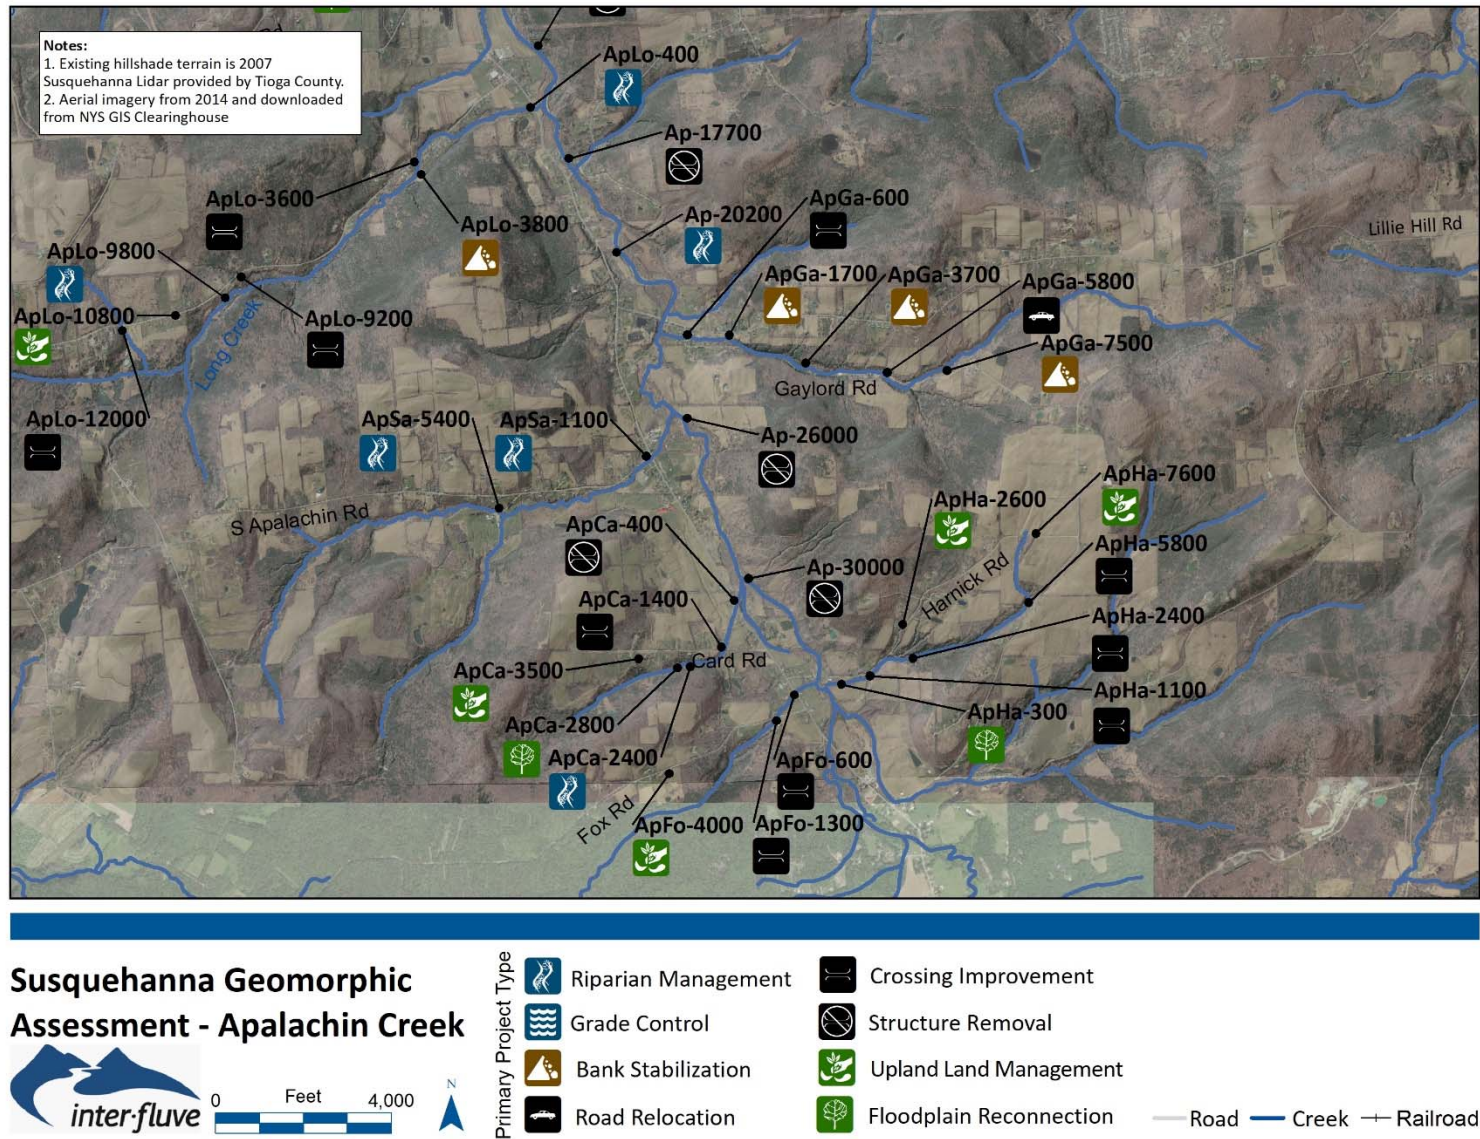 Notes:
1. Existing hillshade terrain is 2007
Susquehanna Lidar provided by Tioga County.
2. Aerial imagery from 2014 and downloaded
from NYS GIS Clearinghouse
ApLo-400
Ap-17700
ApLo-3600
ApGa-600
ApLo-3800
Ap-20200
Lillie Hill Rd
ApLo-9800
ApGa-1700
ApGa-3700
ApGa-5800
ApLo-10800
ApLo-9200
Long Creek
ApGa-7500
Gaylord Rd
ApLo-12000
ApSa-5400
ApSa-1100
Ap-26000
ApHa-7600
ApHa-2600
S Apalachin Rd
ApCa-400
ApHa-5800
Ap-30000
Harnick Rd
ApCa-1400
ApHa-2400
Card Rd
ApCa-3500
ApHa-1100
ApHa-300
ApCa-2800
ApCa-2400
ApFo-600
Fox Rd
ApFo-4000
ApFo-1300
Susquehanna Geomorphic
Assessment - Apalachin Creek
inter-fluve
0 Feet 4,000
N
Primary Project Type
Riparian Management
Grade Control
Bank Stabilization
Road Relocation
Crossing Improvement
Structure Removal
Upland Land Management
Floodplain Reconnection
Road
Creek
Railroad